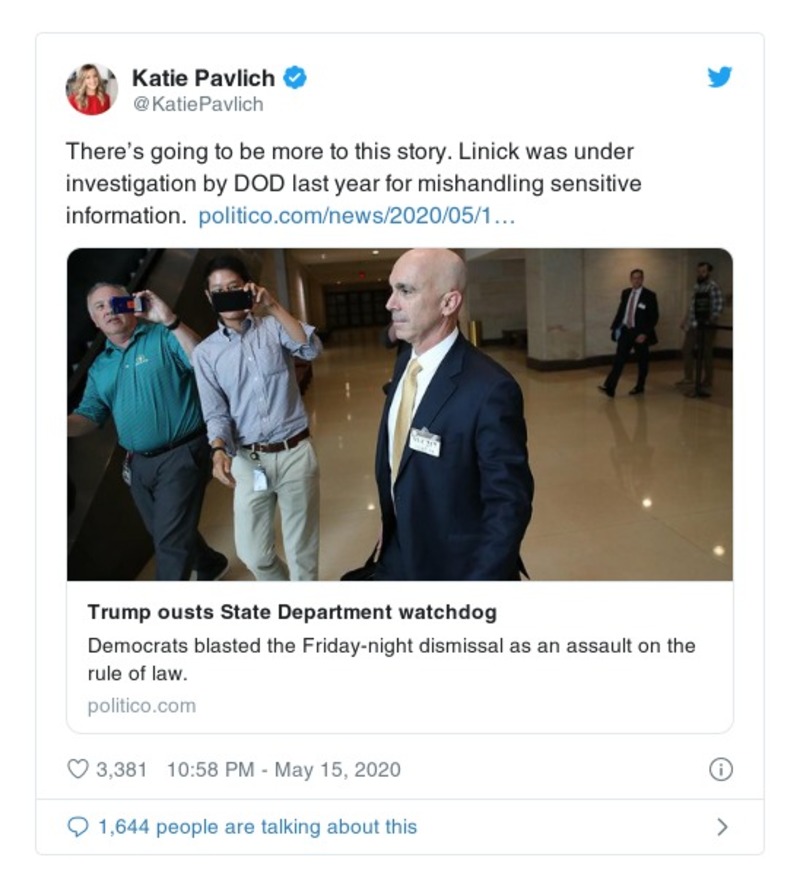 Katie Pavlich
@KatiePavlich
There's going to be more to this story. Linick was under
investigation by DOD last year for mishandling sensitive
information. politico.com/news/2020/05/1…
Trump ousts State Department watchdog
Democrats blasted the Friday-night dismissal as an assault on the
rule of law.
politico.com
3,381 10:58 PM - May 15, 2020
1,644 people are talking about this